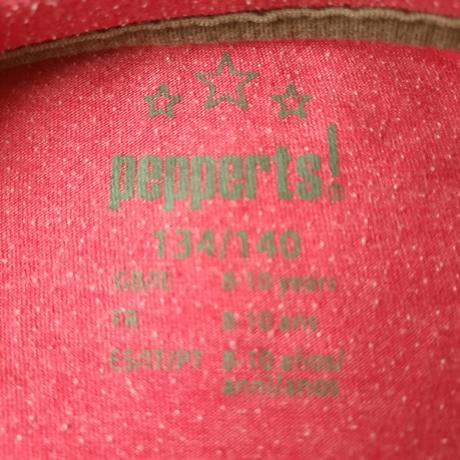 pepperts!
134/140
GB/IE 8-10 years
FR 8-10 ans
ES/IT/PT 8-10 años/
anni/anos